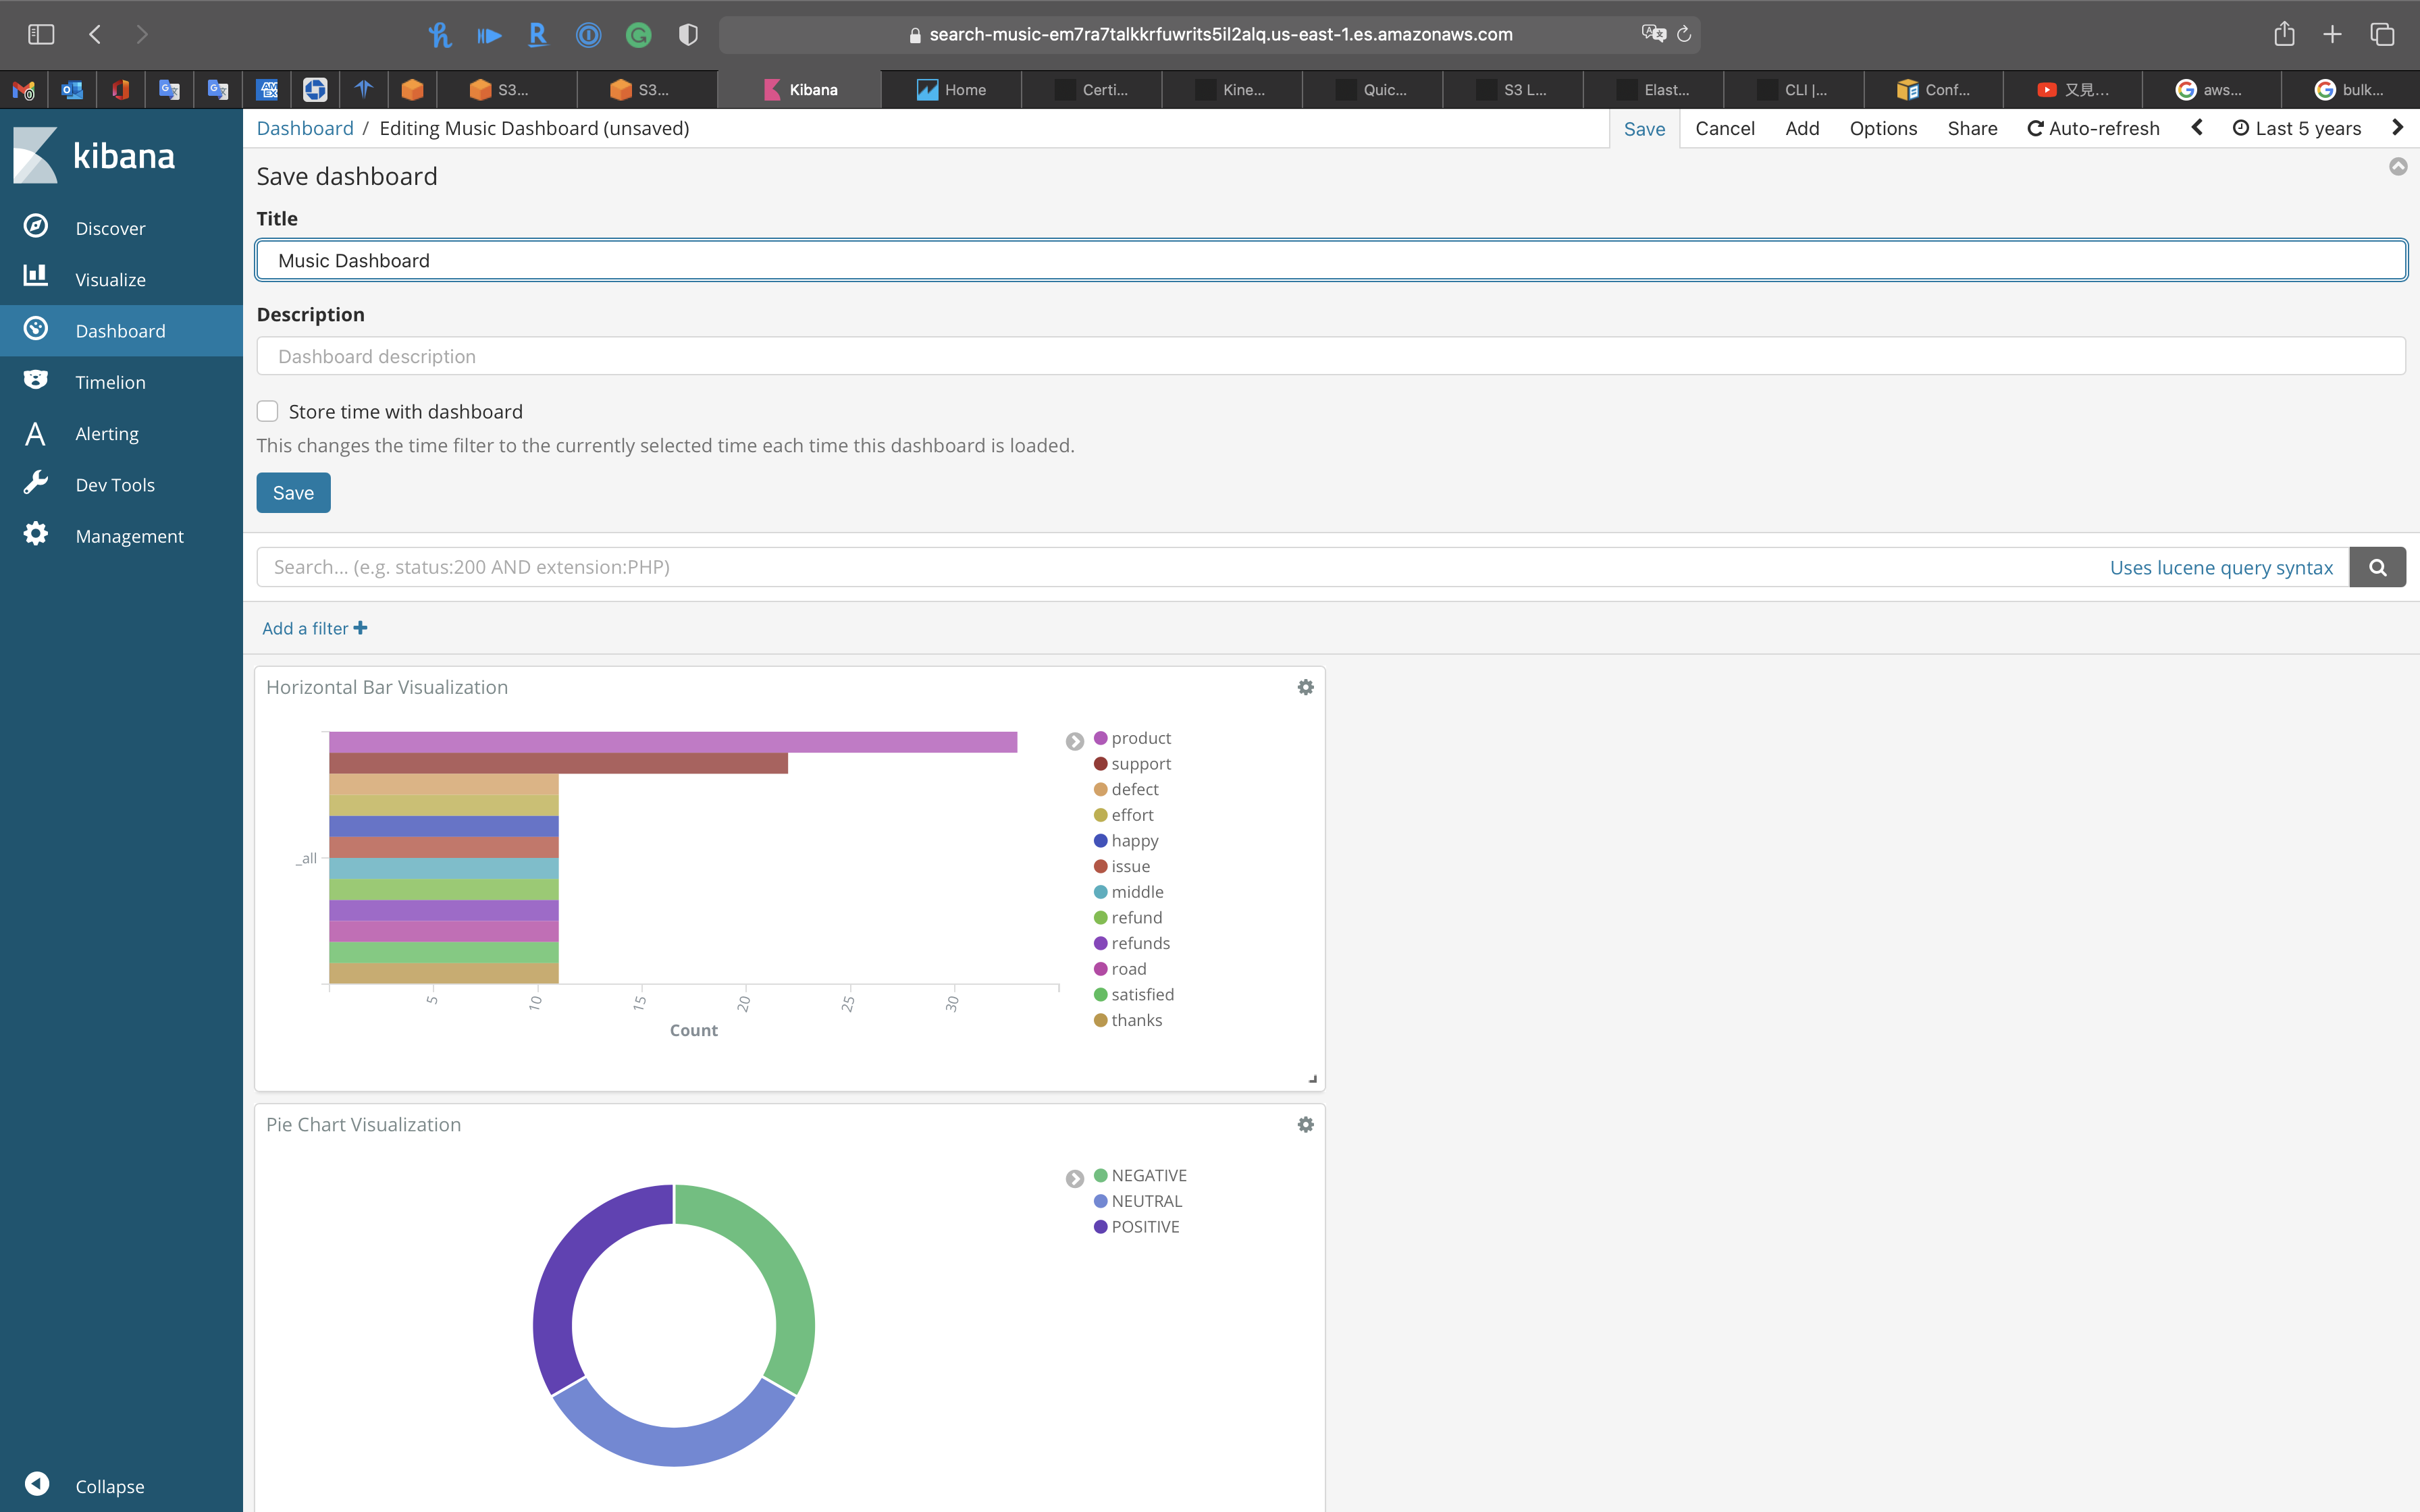 search-music-em7ra7talkkrfuwrits5il2alq.us-east-1.es.amazonaws.com
S3...
S3...
Kibana
Home
Certi...
Kine...
Quic...
S3 L...
Elast...
CLI |...
Conf...
又見...
aws...
bulk...
kibana
Discover
Visualize
Dashboard
Timelion
Alerting
Dev Tools
Management
Collapse
Dashboard / Editing Music Dashboard (unsaved)
Save Cancel Add Options Share Auto-refresh Last 5 years
Save dashboard
Title
Music Dashboard
Description
Dashboard description
Store time with dashboard
This changes the time filter to the currently selected time each time this dashboard is loaded.
Save
Search... (e.g. status:200 AND extension:PHP)
Uses lucene query syntax
Add a filter
Horizontal Bar Visualization
_all
5 10 15 20 25 30
Count
product
support
defect
effort
happy
issue
middle
refund
refunds
road
satisfied
thanks
Pie Chart Visualization
NEGATIVE
NEUTRAL
POSITIVE